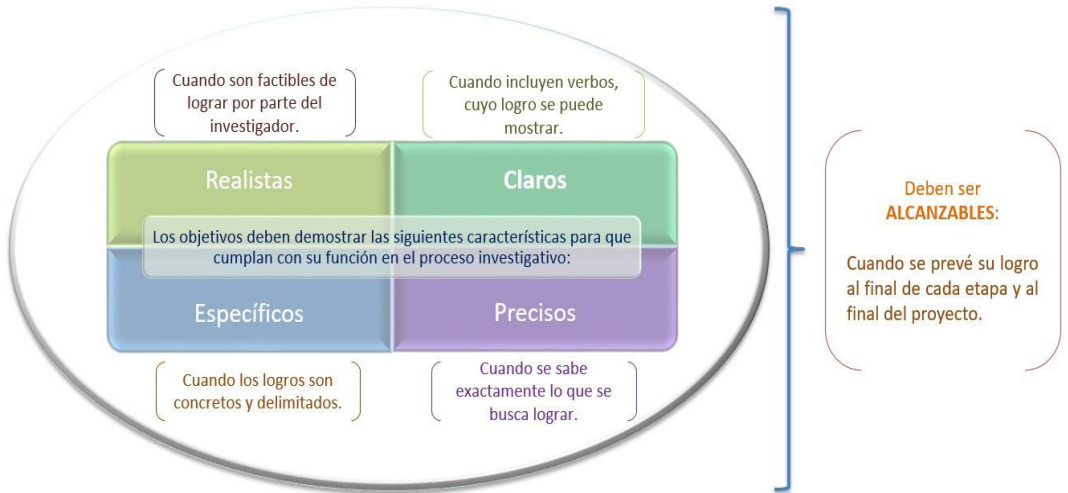 Cuando son factibles de
lograr por parte del
investigador.
Cuando incluyen verbos,
cuyo logro se puede
mostrar.
Realistas
Claros
Los objetivos deben demostrar las siguientes características para que
cumplan con su función en el proceso investigativo:
Específicos
Precisos
Cuando los logros son
concretos y delimitados.
Cuando se sabe
exactamente lo que se
busca lograr.
Deben ser
ALCANZABLES:
Cuando se prevé su logro
al final de cada etapa y al
final del proyecto.